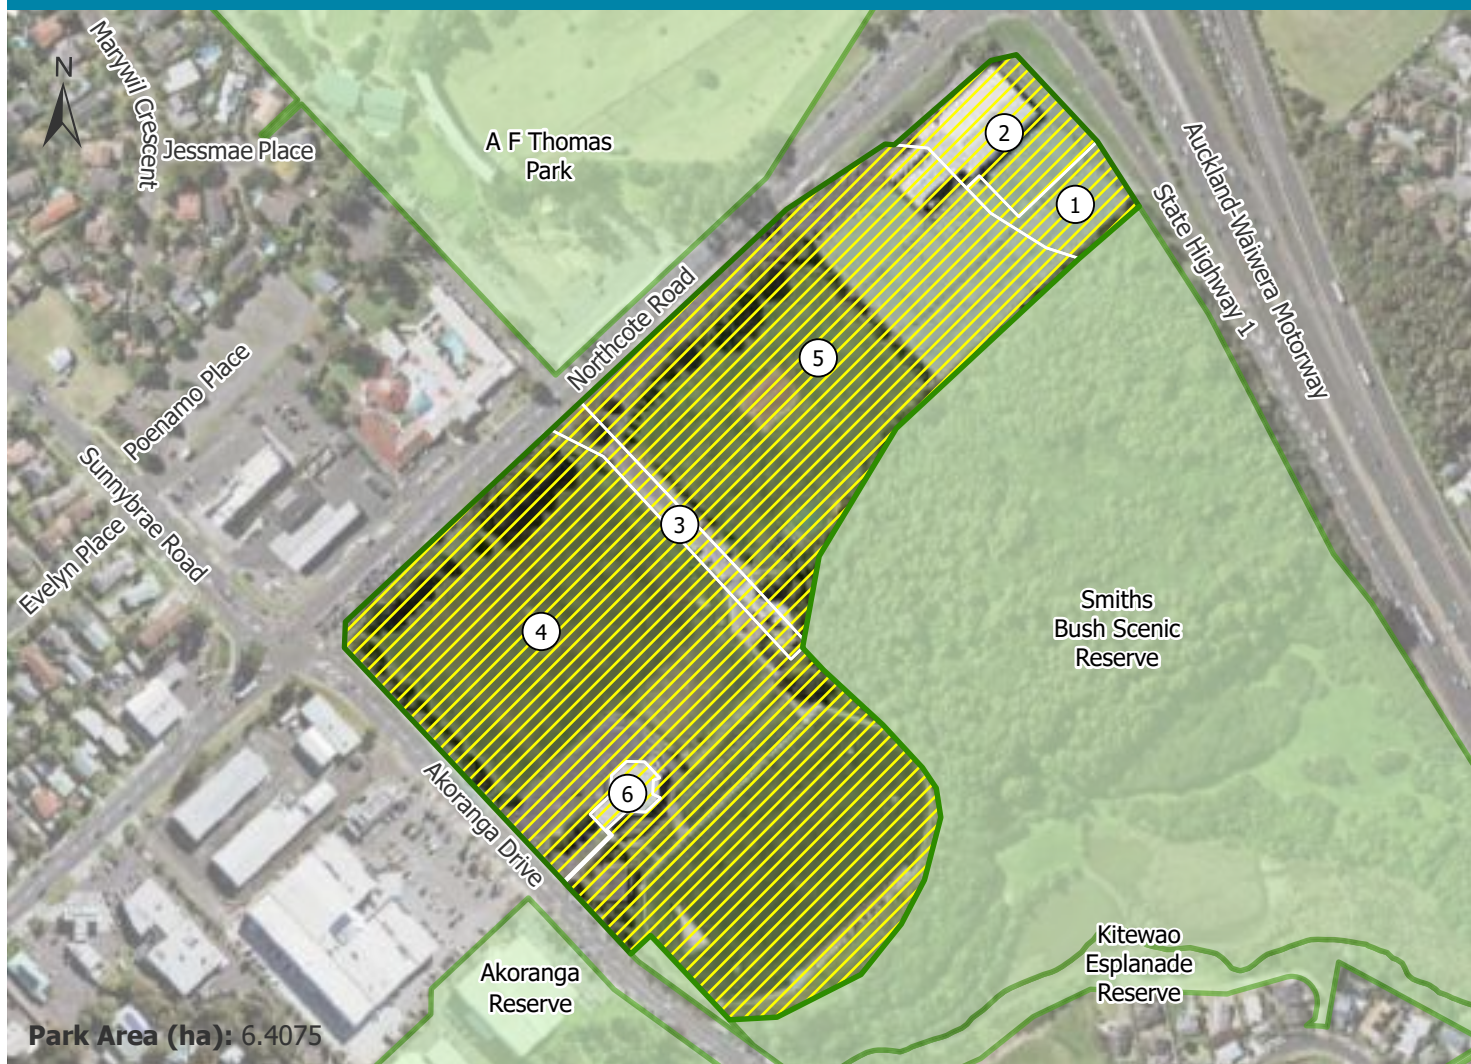 N
Marywil Crescent
Jessmae Place
A F Thomas
Park
2
1
Auckland-Waiwera Motorway
State Highway 1
Northcote Road
5
Poenamo Place
Sunnybrae Road
Evelyn Place
3
4
Smiths
Bush Scenic
Reserve
6
Akoranga Drive
Akoranga
Reserve
Kitewao
Esplanade
Reserve
Park Area (ha): 6.4075